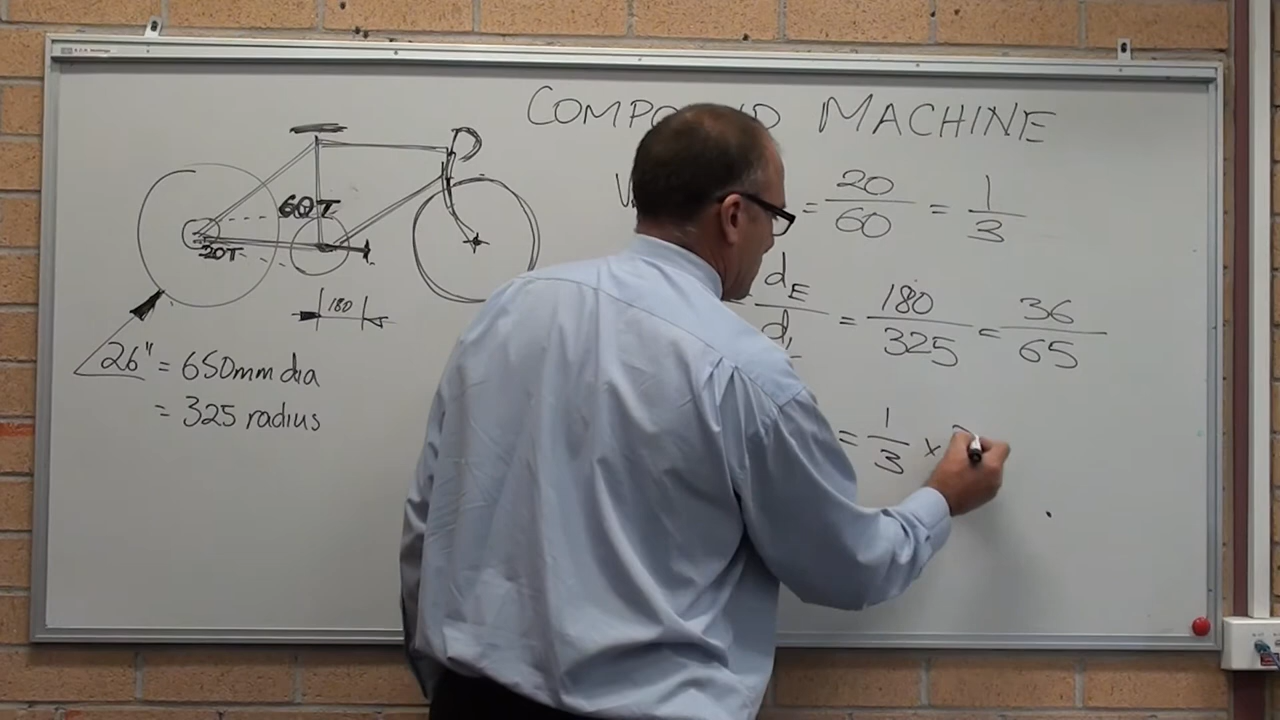 COMPOUND MACHINE
60T
20T
180
26" = 650mm dia
= 325 radius
= 20/60 = 1/3
dE/d = 180/325 = 36/65
= 1/3 ×